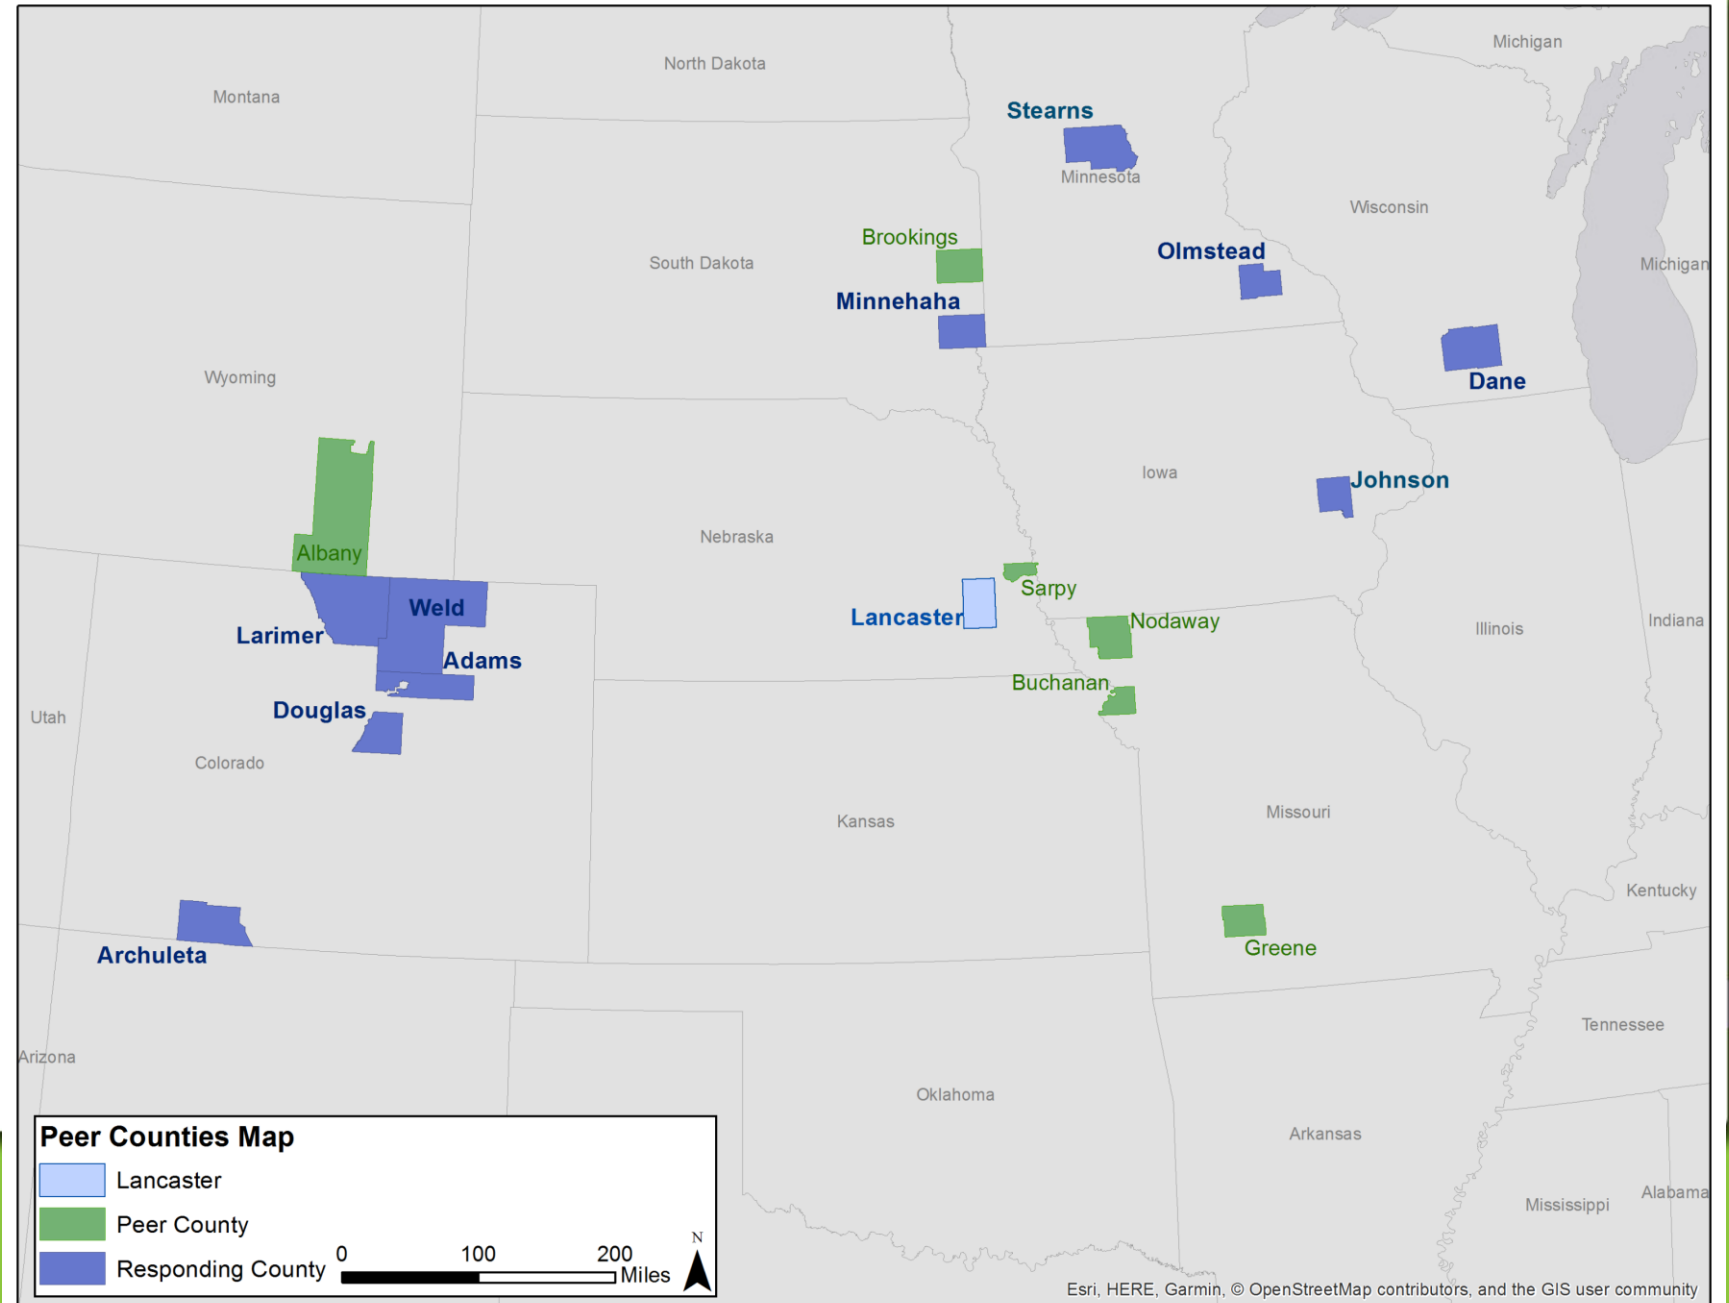 Michigan
North Dakota
Montana
Stearns
Minnesota
Wisconsin
Brookings
Olmstead
South Dakota
Michigan
Minnehaha
Wyoming
Dane
Iowa
Johnson
Nebraska
Albany
Sarpy
Weld
Lancaster
Nodaway
Indiana
Illinois
Larimer
Adams
Buchanan
Douglas
Utah
Colorado
Missouri
Kansas
Kentucky
Greene
Archuleta
Tennessee
Arizona
Oklahoma
Arkansas
Mississippi
Alabama
Peer Counties Map
Lancaster
Peer County
Responding County
0 100 200
Miles
N
Esri, HERE, Garmin, © OpenStreetMap contributors, and the GIS user community